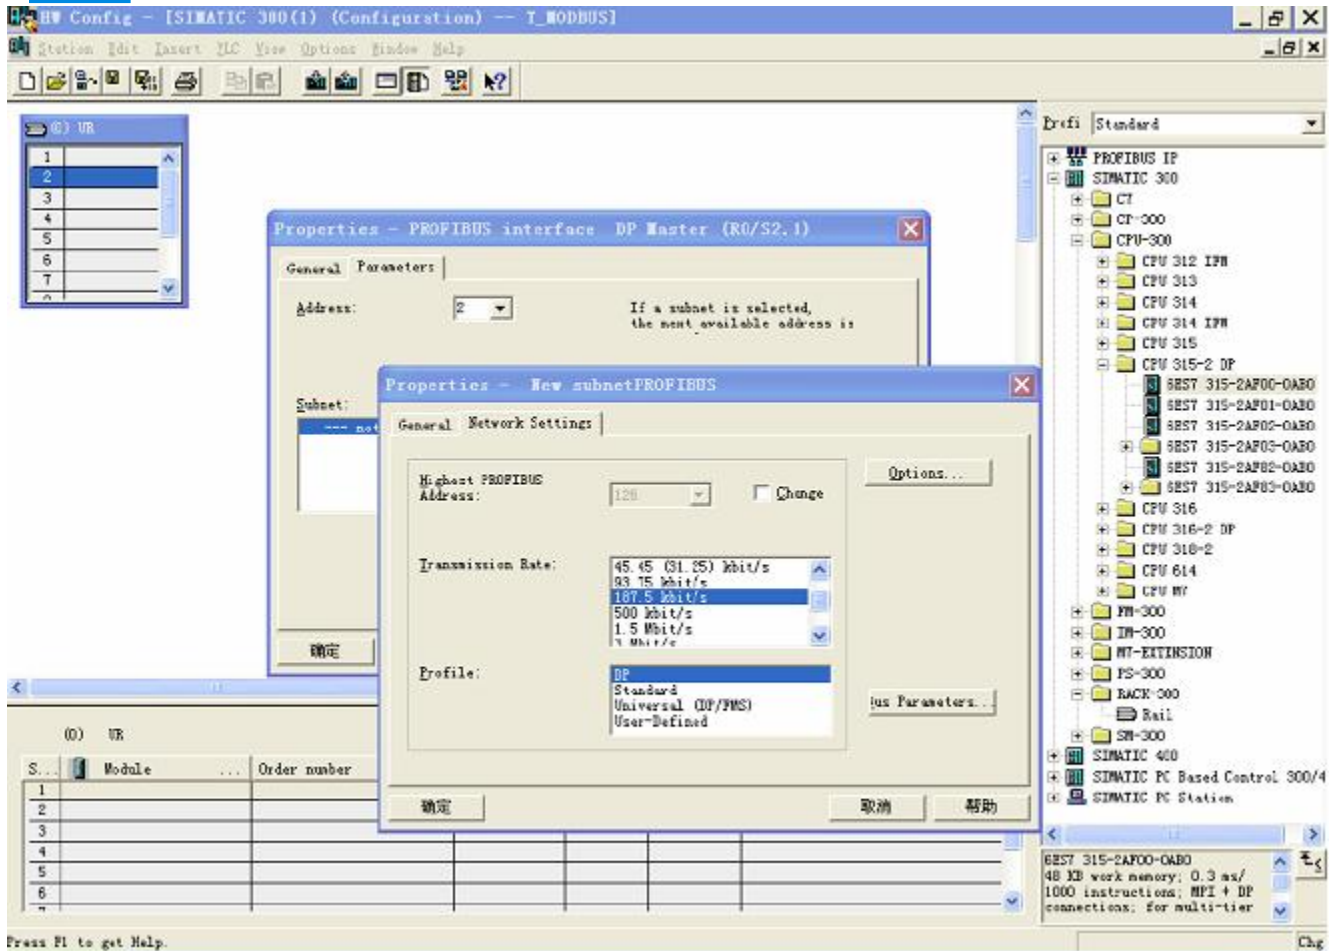 HW Config - [SIMATIC 300(1) (Configuration) -- T_MODBUS]
Station Edit Insert PLC View Options Window Help
(0) UR
1
2
3
4
5
6
7
Properties - PROFIBUS interface DP Master (R0/S2.1)
General Parameters
Address: 2
If a subnet is selected,
the next available address is
Subnet:
--- not
确定
Properties - New subnetPROFIBUS
General Network Settings
Highest PROFIBUS
Address:
126
Change
Options...
Transmission Rate:
45.45 (31.25) kbit/s
93.75 kbit/s
187.5 kbit/s
500 kbit/s
1.5 Mbit/s
3 Mbit/s
Profile:
DP
Standard
Universal (DP/FMS)
User-Defined
Bus Parameters...
确定 取消 帮助
(0) UR
S... Module ... Order number
1
2
3
4
5
6
Profi Standard
PROFIBUS IP
SIMATIC 300
C7
CP-300
CPU-300
CPU 312 IFM
CPU 313
CPU 314
CPU 314 IFM
CPU 315
CPU 315-2 DP
6ES7 315-2AF00-0AB0
6ES7 315-2AF01-0AB0
6ES7 315-2AF02-0AB0
6ES7 315-2AF03-0AB0
6ES7 315-2AF82-0AB0
6ES7 315-2AF83-0AB0
CPU 316
CPU 316-2 DP
CPU 318-2
CPU 614
CPU M7
FM-300
IM-300
M7-EXTENSION
PS-300
RACK-300
Rail
SM-300
SIMATIC 400
SIMATIC PC Based Control 300/4
SIMATIC PC Station
6ES7 315-2AF00-0AB0
48 KB work memory; 0.3 ms/
1000 instructions; MPI + DP
connections; for multi-tier
Press F1 to get Help.
Chg